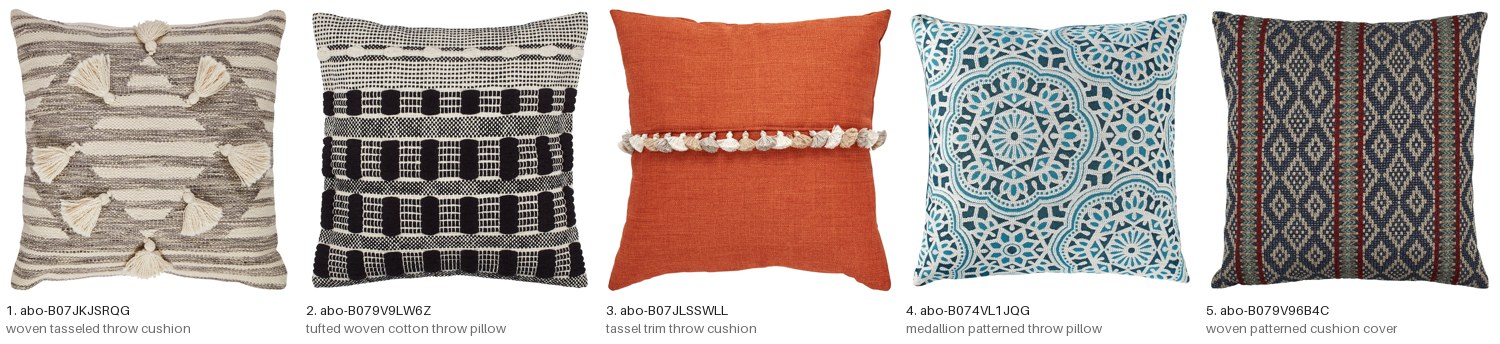 1. abo-B07JKJSRQG
woven tasseled throw cushion
2. abo-B079V9LW6Z
tufted woven cotton throw pillow
3. abo-B07JLSSWLL
tassel trim throw cushion
4. abo-B074VL1JQG
medallion patterned throw pillow
5. abo-B079V96B4C
woven patterned cushion cover